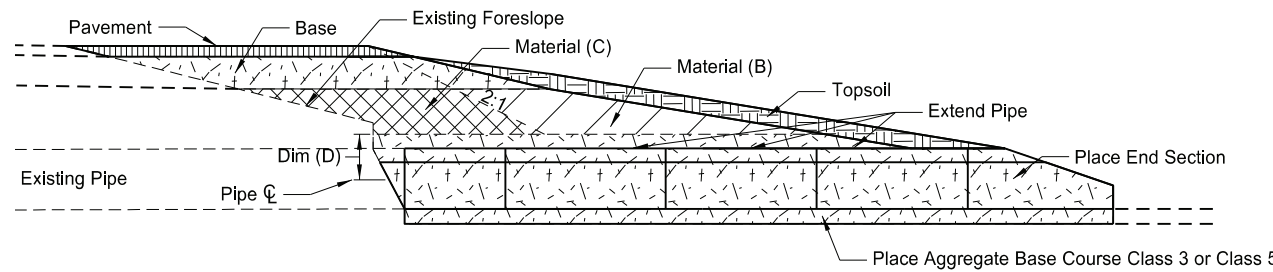 Pavement
Base
Existing Foreslope
Material (C)
Material (B)
2:1
Topsoil
Extend Pipe
Dim (D)
Place End Section
Existing Pipe
Pipe ℄
Place Aggregate Base Course Class 3 or Class 5